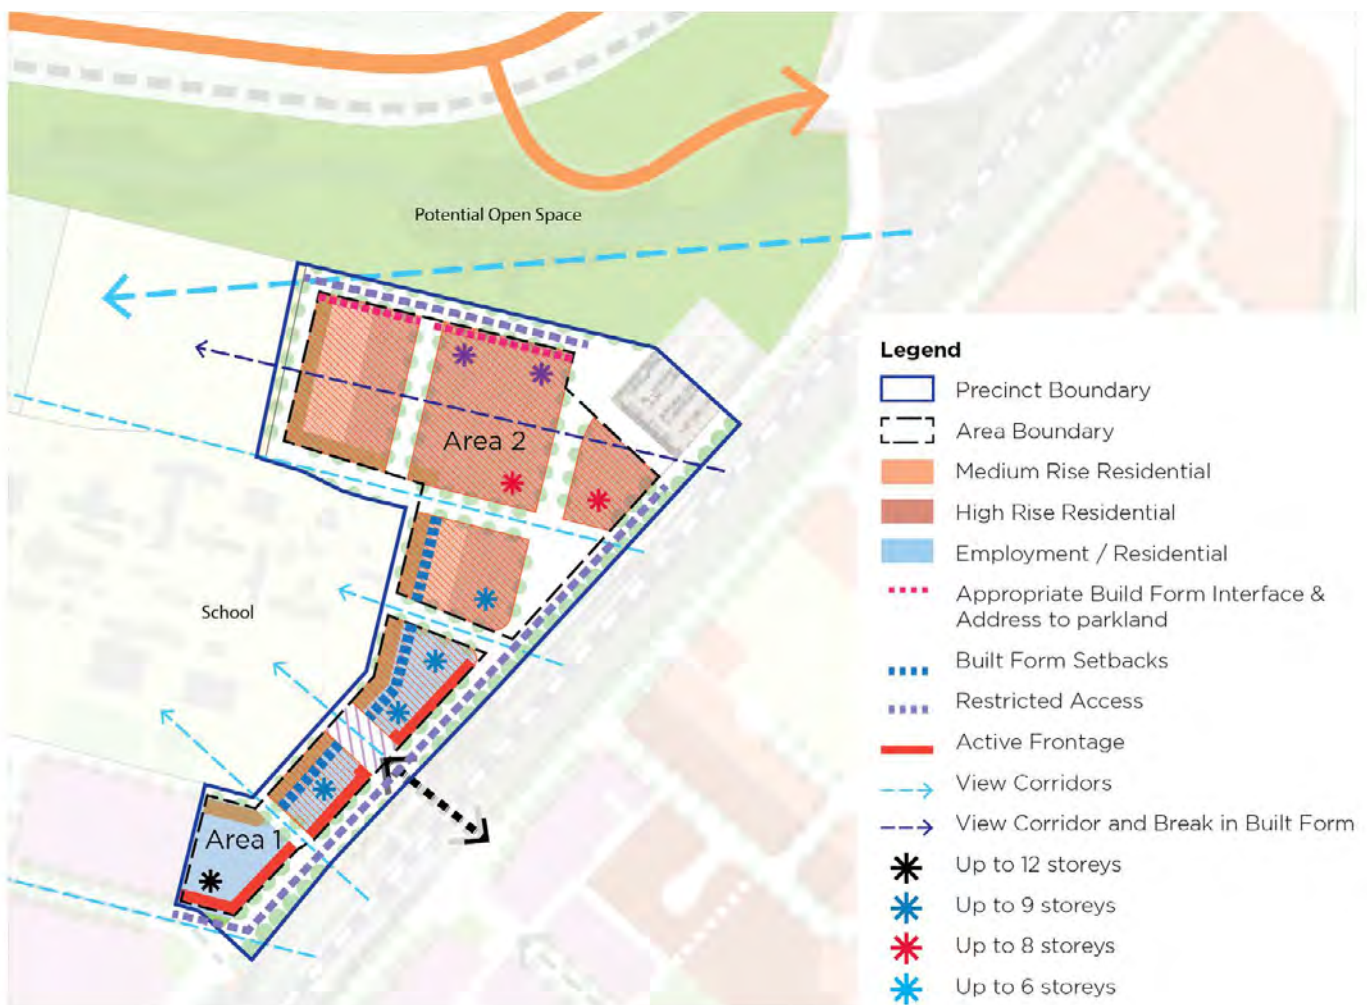 Potential Open Space
Area 2
School
Area 1
Legend
Precinct Boundary
Area Boundary
Medium Rise Residential
High Rise Residential
Employment / Residential
Appropriate Build Form Interface &
Address to parkland
Built Form Setbacks
Restricted Access
Active Frontage
View Corridors
View Corridor and Break in Built Form
Up to 12 storeys
Up to 9 storeys
Up to 8 storeys
Up to 6 storeys